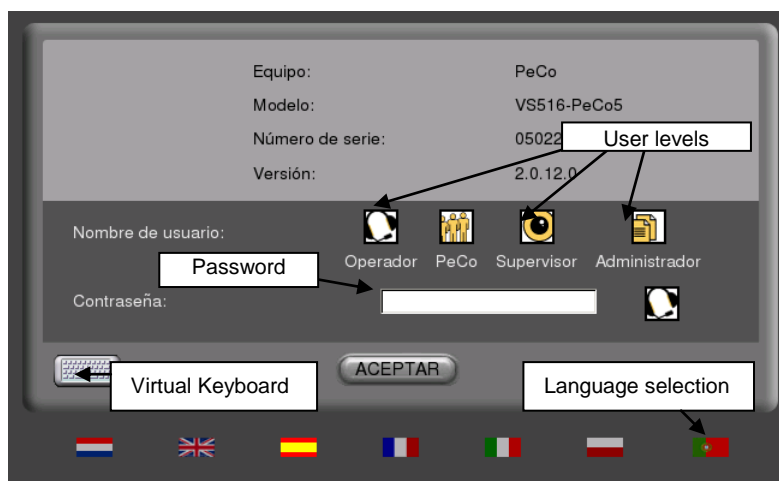 Equipo: PeCo
Modelo: VS516-PeCo5
Número de serie: 05022
User levels
Versión: 2.0.12.0
Nombre de usuario:
Operador PeCo Supervisor Administrador
Password
Contraseña:
ACEPTAR
Virtual Keyboard
Language selection